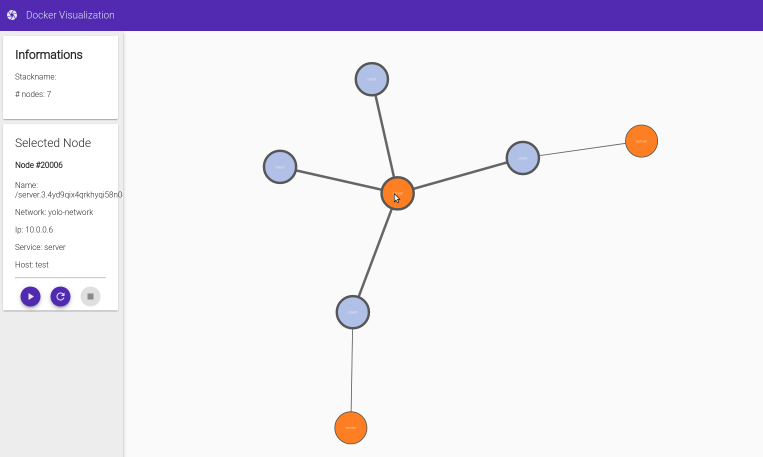 Docker Visualization
Informations
Stackname:
# nodes: 7
Selected Node
Node #20006
Name:
/server.3.4yd9qix4qrkhyqi58n0
Network: yolo-network
Ip: 10.0.0.6
Service: server
Host: test